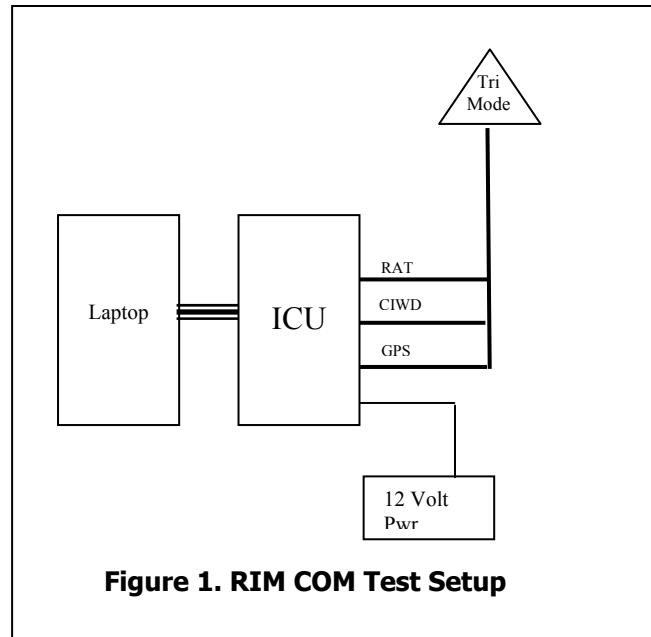 Tri
Mode
RAT
CIWD
GPS
Laptop
ICU
12 Volt
Pwr
Figure 1. RIM COM Test Setup